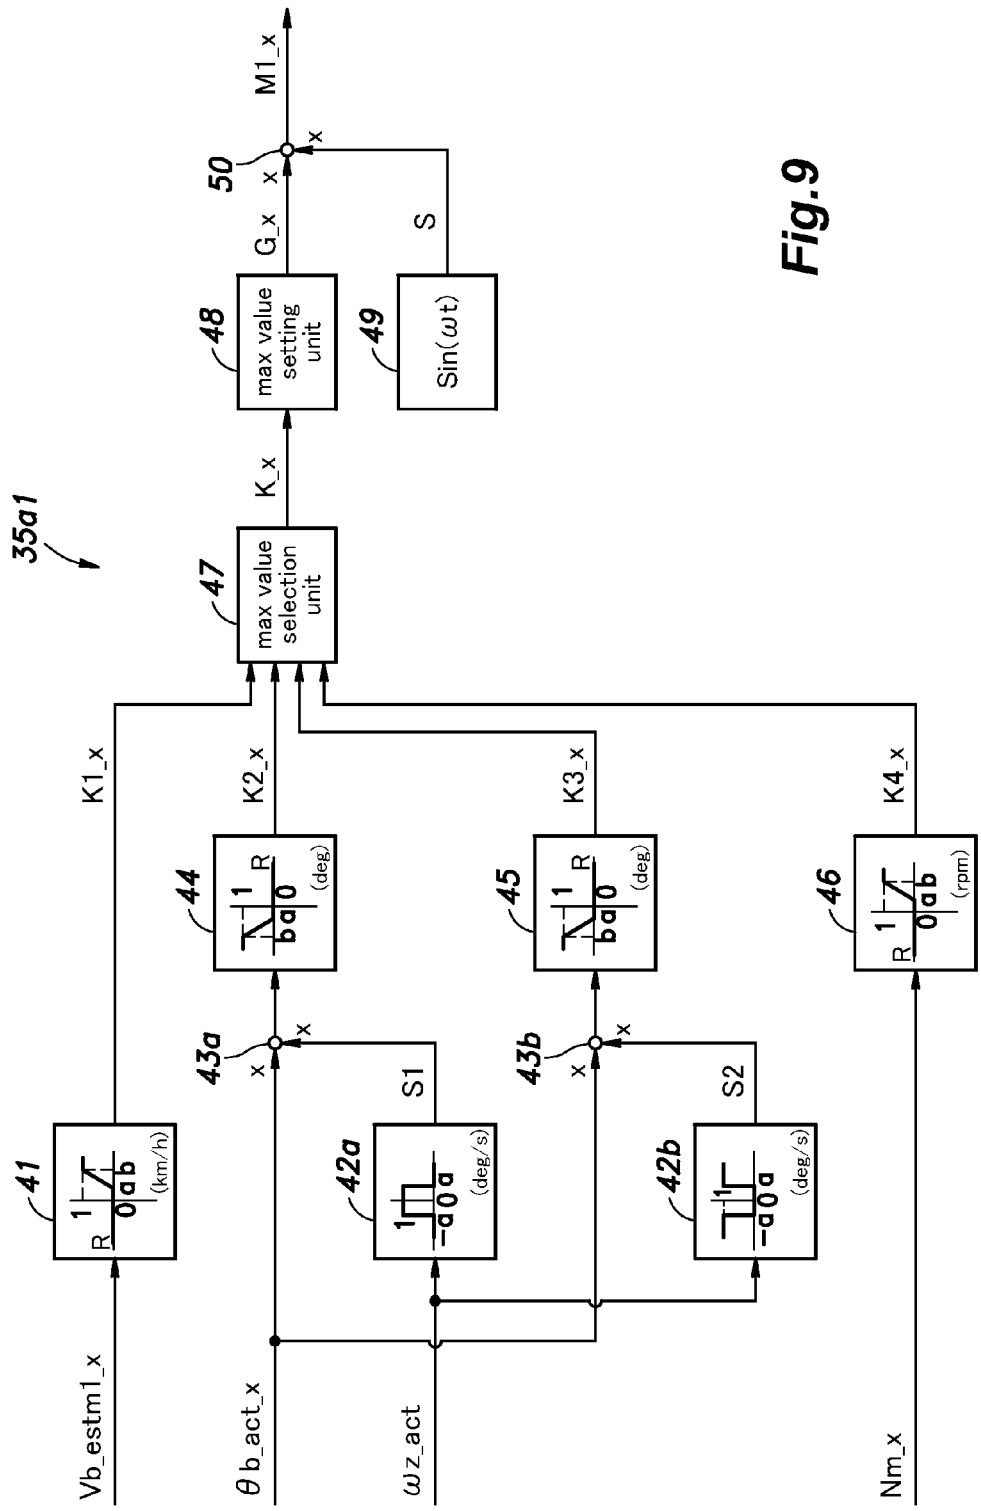 35a1
Vb_estm1_x
41
R 1
0 a b
(km/h)
K1_x
θb_act_x
43a
x
x
44
1 R
b a 0
(deg)
K2_x
ωz_act
42a
1
-a 0 a
(deg/s)
S1
43b
x
x
45
1 R
b a 0
(deg)
K3_x
42b
1
-a 0 a
(deg/s)
S2
Nm_x
46
R 1
0 a b
(rpm)
K4_x
47
max value
selection
unit
K_x
48
max value
setting
unit
G_x
49
Sin(ωt)
S
50
x
x
M1_x
Fig.9